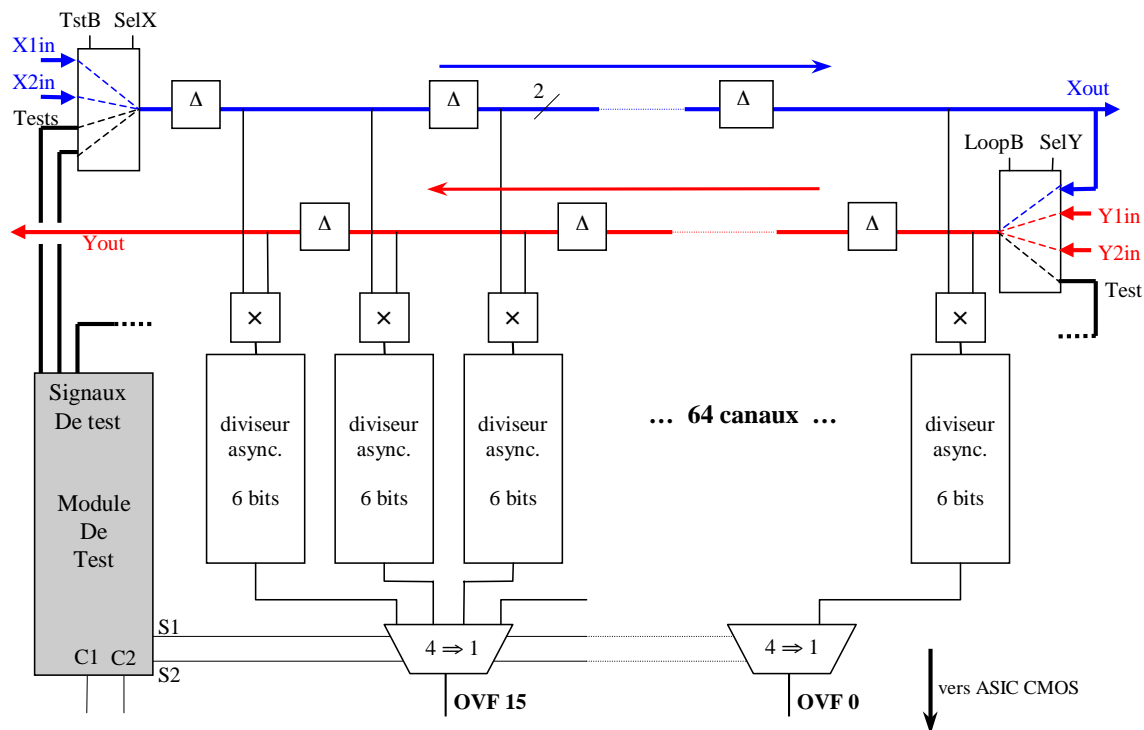 TstB SelX
X1in
X2in
Tests
Δ
Δ
2
Δ
Xout
LoopB SelY
Y1in
Y2in
Test
Yout
Δ
Δ
Δ
×
×
×
×
Signaux
De test
Module
De
Test
C1 C2
S1
S2
diviseur
async.
6 bits
diviseur
async.
6 bits
diviseur
async.
6 bits
... 64 canaux ...
diviseur
async.
6 bits
4 ⇒ 1
4 ⇒ 1
OVF 15
OVF 0
vers ASIC CMOS